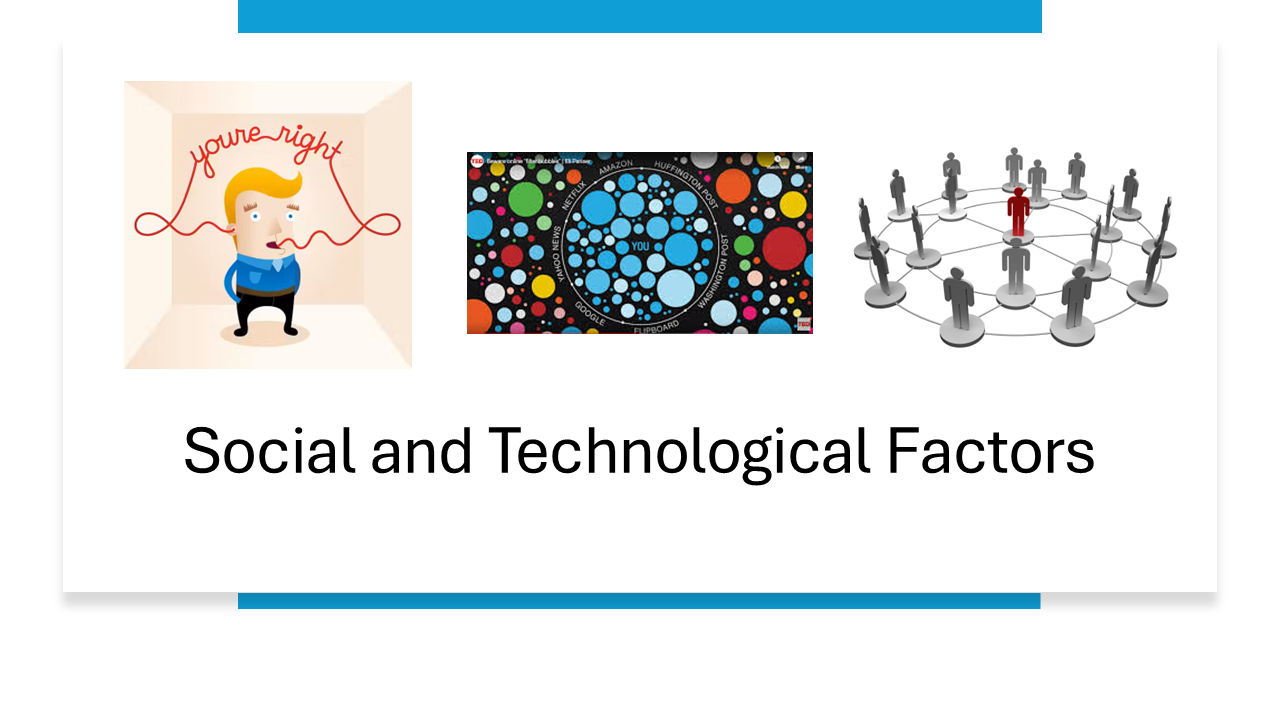 youre right
TED Beware online "filter bubbles" | Eli Pariser
AMAZON
HUFFINGTON POST
NETFLIX
YOU
YAHOO NEWS
WASHINGTON POST
GOOGLE
FLIPBOARD
TED
Social and Technological Factors